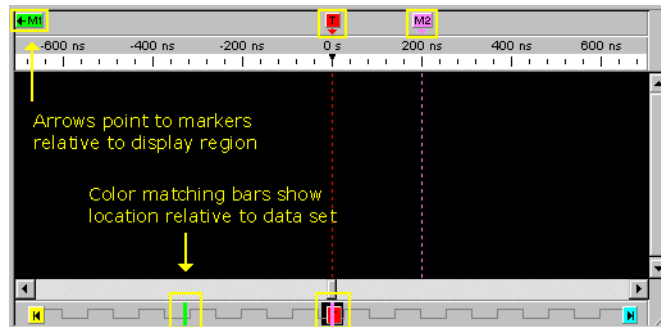 M1 T M2
-600 ns -400 ns -200 ns 0 s 200 ns 400 ns 600 ns
Arrows point to markers
relative to display region
Color matching bars show
location relative to data set